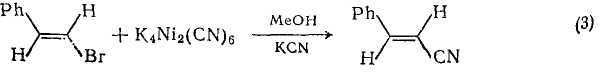 Ph H Ph H
H Br + K₄Ni₂(CN)₆ MeOH KCN H CN (3)